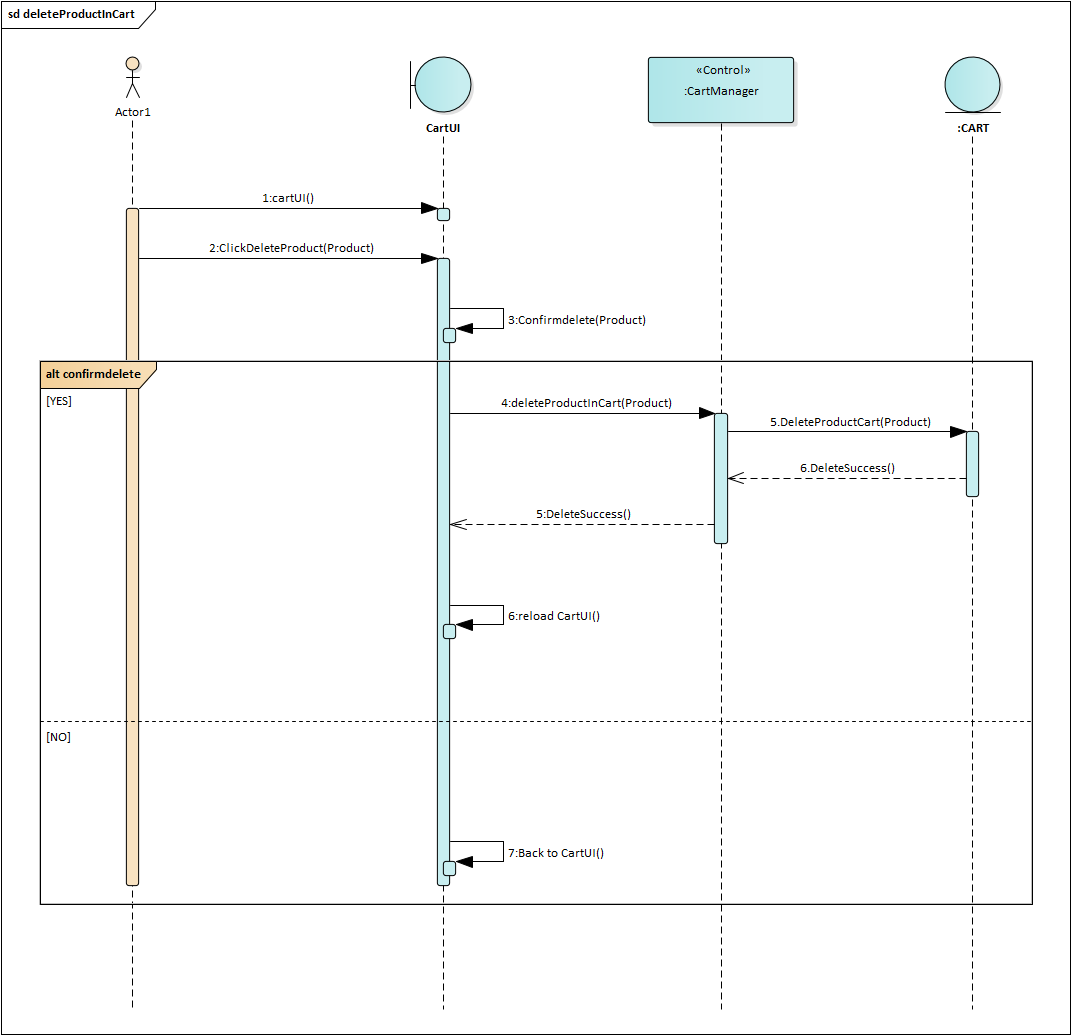 sd deleteProductInCart
Actor1
CartUI
«Control»
:CartManager
:CART
1:cartUI()
2:ClickDeleteProduct(Product)
3:Confirmdelete(Product)
alt confirmdelete
[YES]
4:deleteProductInCart(Product)
5.DeleteProductCart(Product)
6.DeleteSuccess()
5:DeleteSuccess()
6:reload CartUI()
[NO]
7:Back to CartUI()